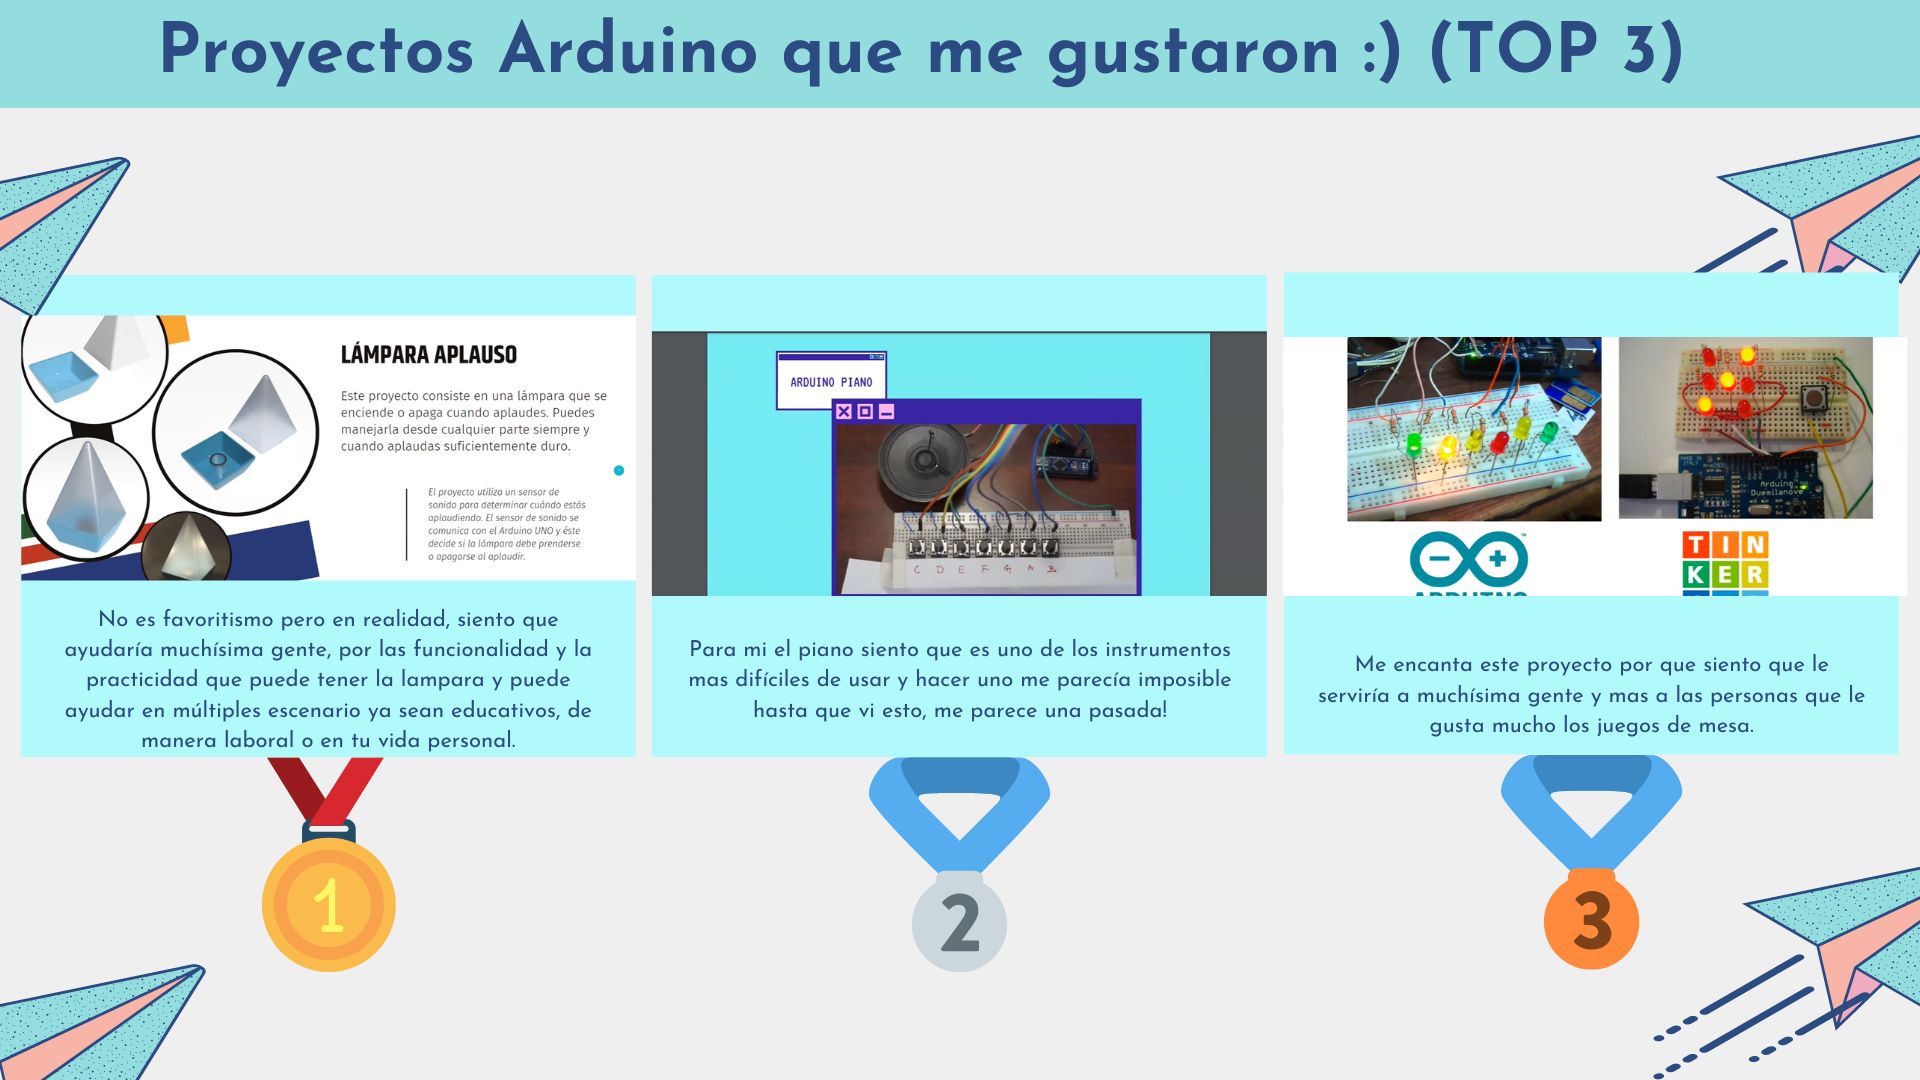 Proyectos Arduino que me gustaron :) (TOP 3)
LÁMPARA APLAUSO
Este proyecto consiste en una lámpara que se
enciende o apaga cuando aplaudes. Puedes
manejarla desde cualquier parte siempre y
cuando aplaudas suficientemente duro.
El proyecto utiliza un sensor de
sonido para determinar cuándo estás
aplaudiendo. El sensor de sonido se
comunica con el Arduino UNO y éste
decide si la lámpara debe prenderse
o apagarse al aplaudir.
No es favoritismo pero en realidad, siento que
ayudaría muchísima gente, por las funcionalidad y la
practicidad que puede tener la lampara y puede
ayudar en múltiples escenario ya sean educativos, de
manera laboral o en tu vida personal.
1
ARDUINO PIANO
C D E F G A B
Para mi el piano siento que es uno de los instrumentos
mas difíciles de usar y hacer uno me parecía imposible
hasta que vi esto, me parece una pasada!
2
MADE IN
ITALY
Arduino
Duemilanove
ARDUINO
TIN
KER
Me encanta este proyecto por que siento que le
serviría a muchísima gente y mas a las personas que le
gusta mucho los juegos de mesa.
3